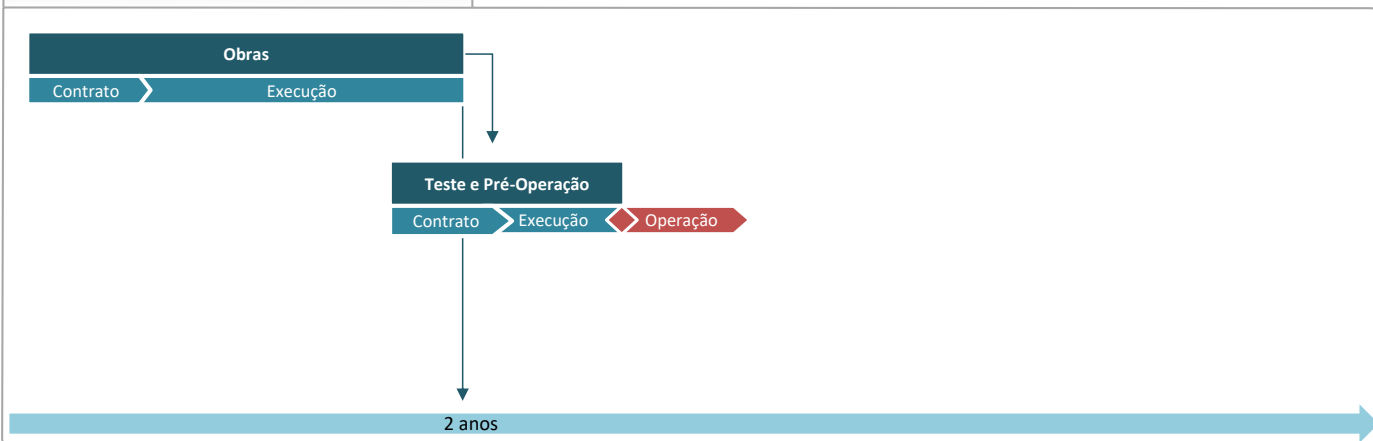 Obras
Contrato
Execução
Teste e Pré-Operação
Contrato
Execução
Operação
2 anos